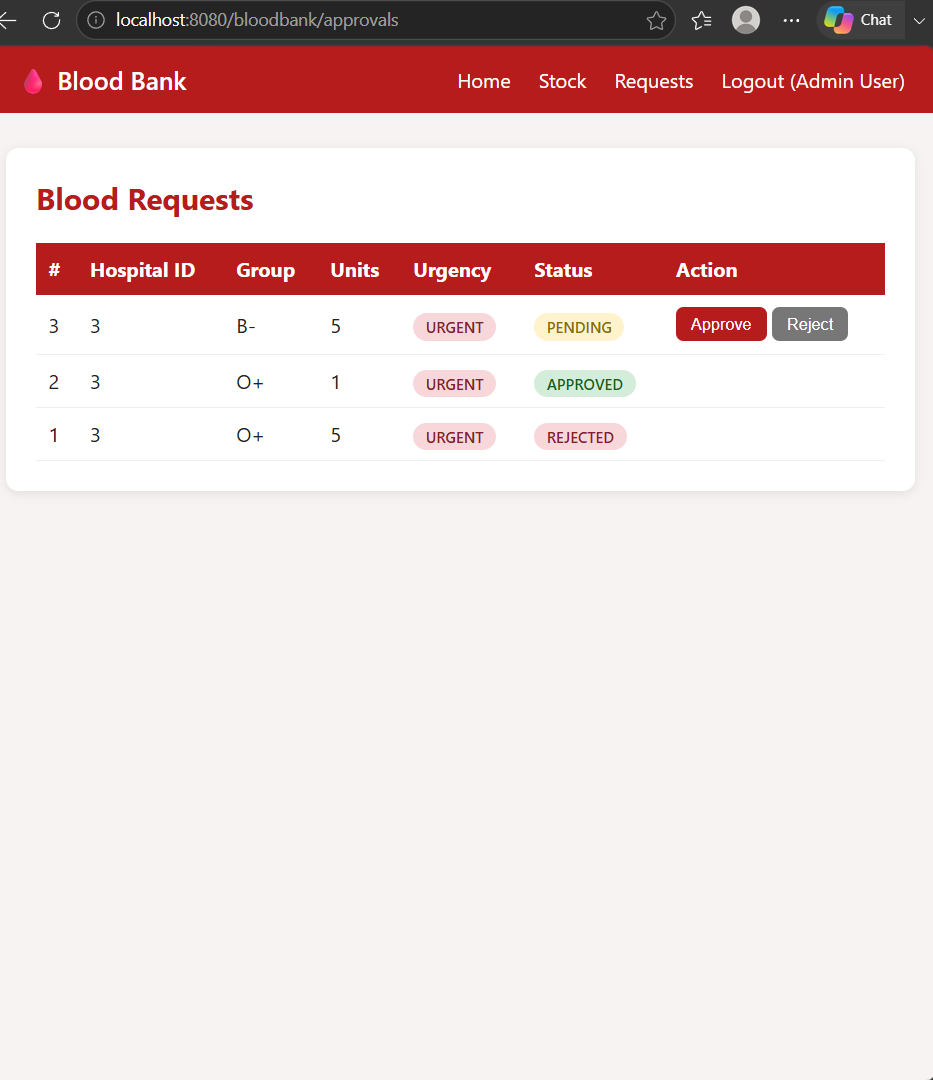 localhost:8080/bloodbank/approvals
Chat
Blood Bank Home Stock Requests Logout (Admin User)
Blood Requests
# Hospital ID Group Units Urgency Status Action
3 3 B- 5 URGENT PENDING Approve Reject
2 3 O+ 1 URGENT APPROVED
1 3 O+ 5 URGENT REJECTED